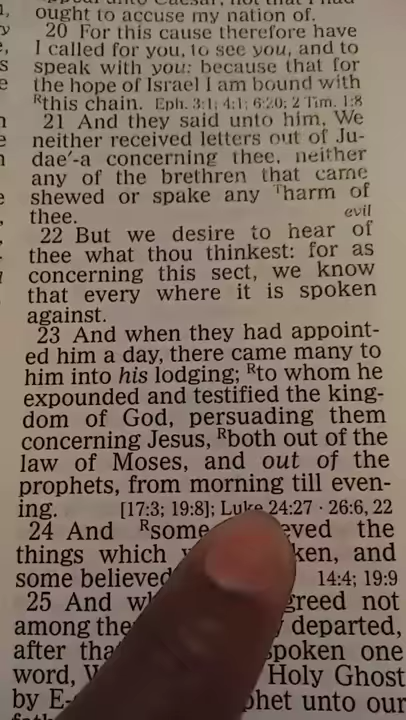 ought to accuse my nation of.
20 For this cause therefore have
I called for you, to see you, and to
speak with you: because that for
the hope of Israel I am bound with
Rthis chain. Eph. 3:1; 4:1; 6:20; 2 Tim. 1:8
21 And they said unto him, We
neither received letters out of Ju-
dae'-a concerning thee, neither
any of the brethren that came
shewed or spake any Tharm of
thee. evil
22 But we desire to hear of
thee what thou thinkest: for as
concerning this sect, we know
that every where it is spoken
against.
23 And when they had appoint-
ed him a day, there came many to
him into his lodging; Rto whom he
expounded and testified the king-
dom of God, persuading them
concerning Jesus, Rboth out of the
law of Moses, and out of the
prophets, from morning till even-
ing. [17:3; 19:8]; Luke 24:27 · 26:6, 22
24 And Rsome the
things which and
some believed 14:4; 19:9
25 And not
among departed,
after one
word, Holy Ghost
by unto our